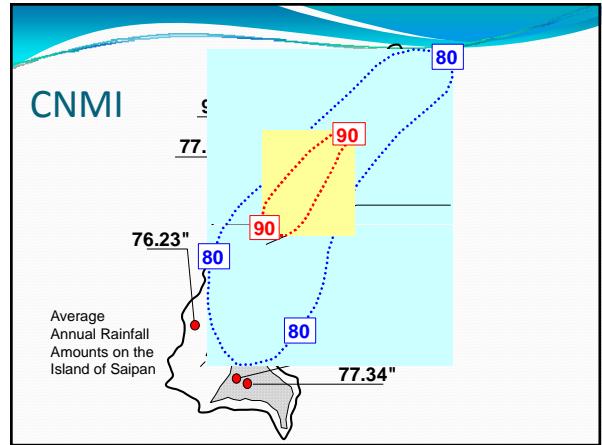 80
CNMI
90
77.
90
76.23"
80
Average
Annual Rainfall
Amounts on the
Island of Saipan
80
77.34"